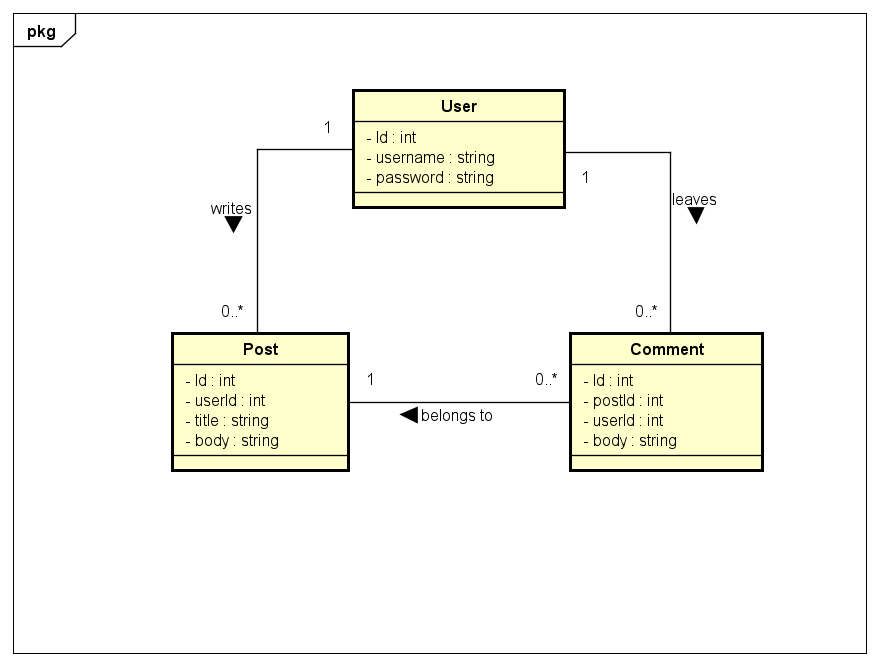 pkg
User
- Id : int
- username : string
- password : string
1
1
writes
leaves
0..*
0..*
Post
- Id : int
- userId : int
- title : string
- body : string
1
0..*
belongs to
Comment
- Id : int
- postId : int
- userId : int
- body : string